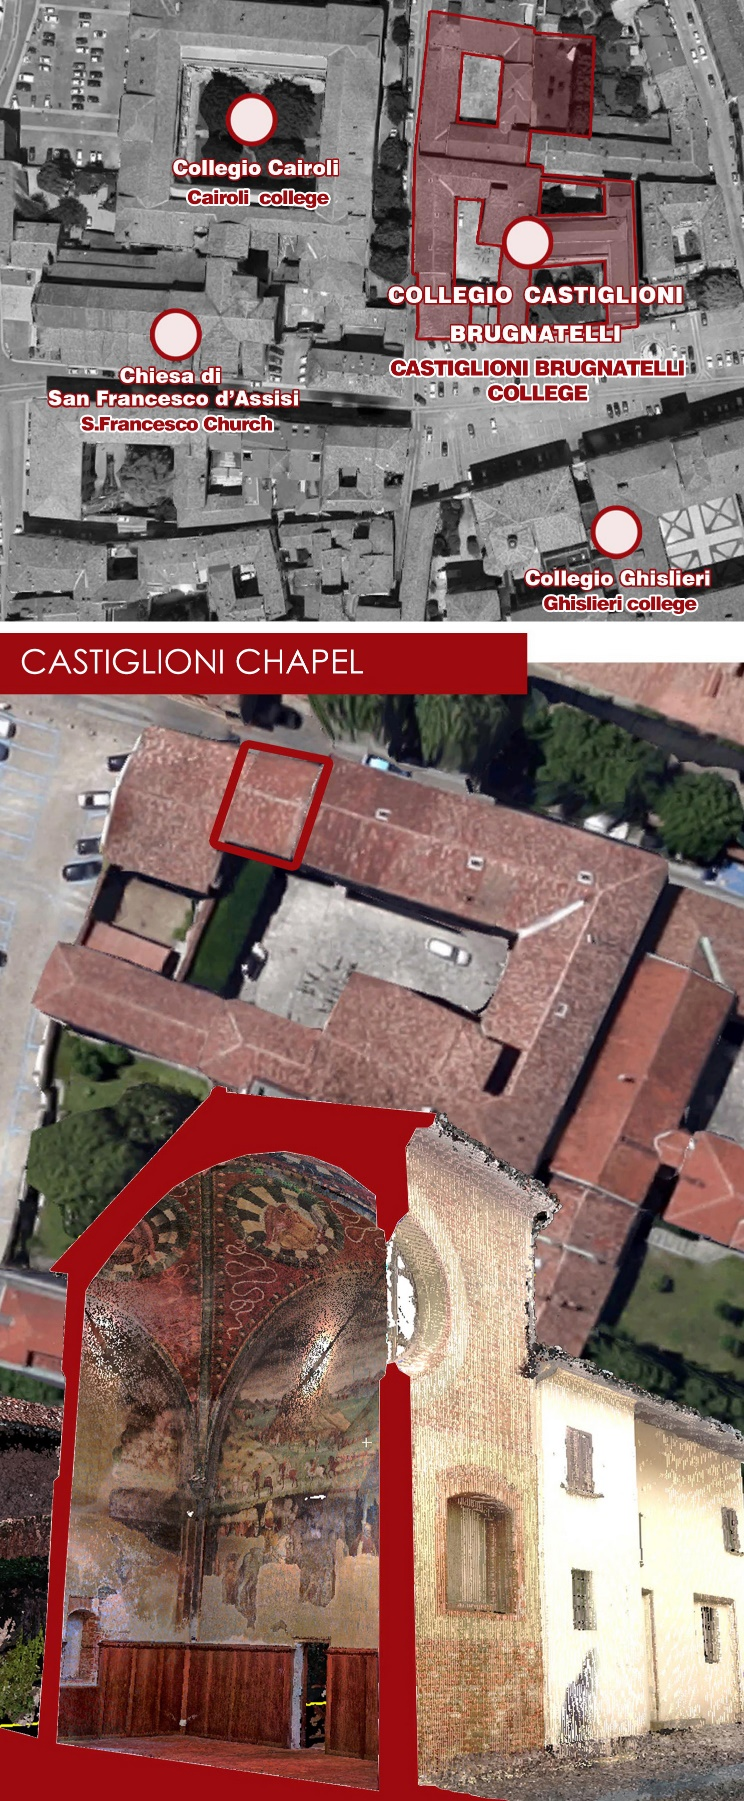 Collegio Cairoli
Cairoli college
COLLEGIO CASTIGLIONI
BRUGNATELLI
CASTIGLIONI BRUGNATELLI
COLLEGE
Chiesa di
San Francesco d'Assisi
S.Francesco Church
Collegio Ghislieri
Ghislieri college
CASTIGLIONI CHAPEL